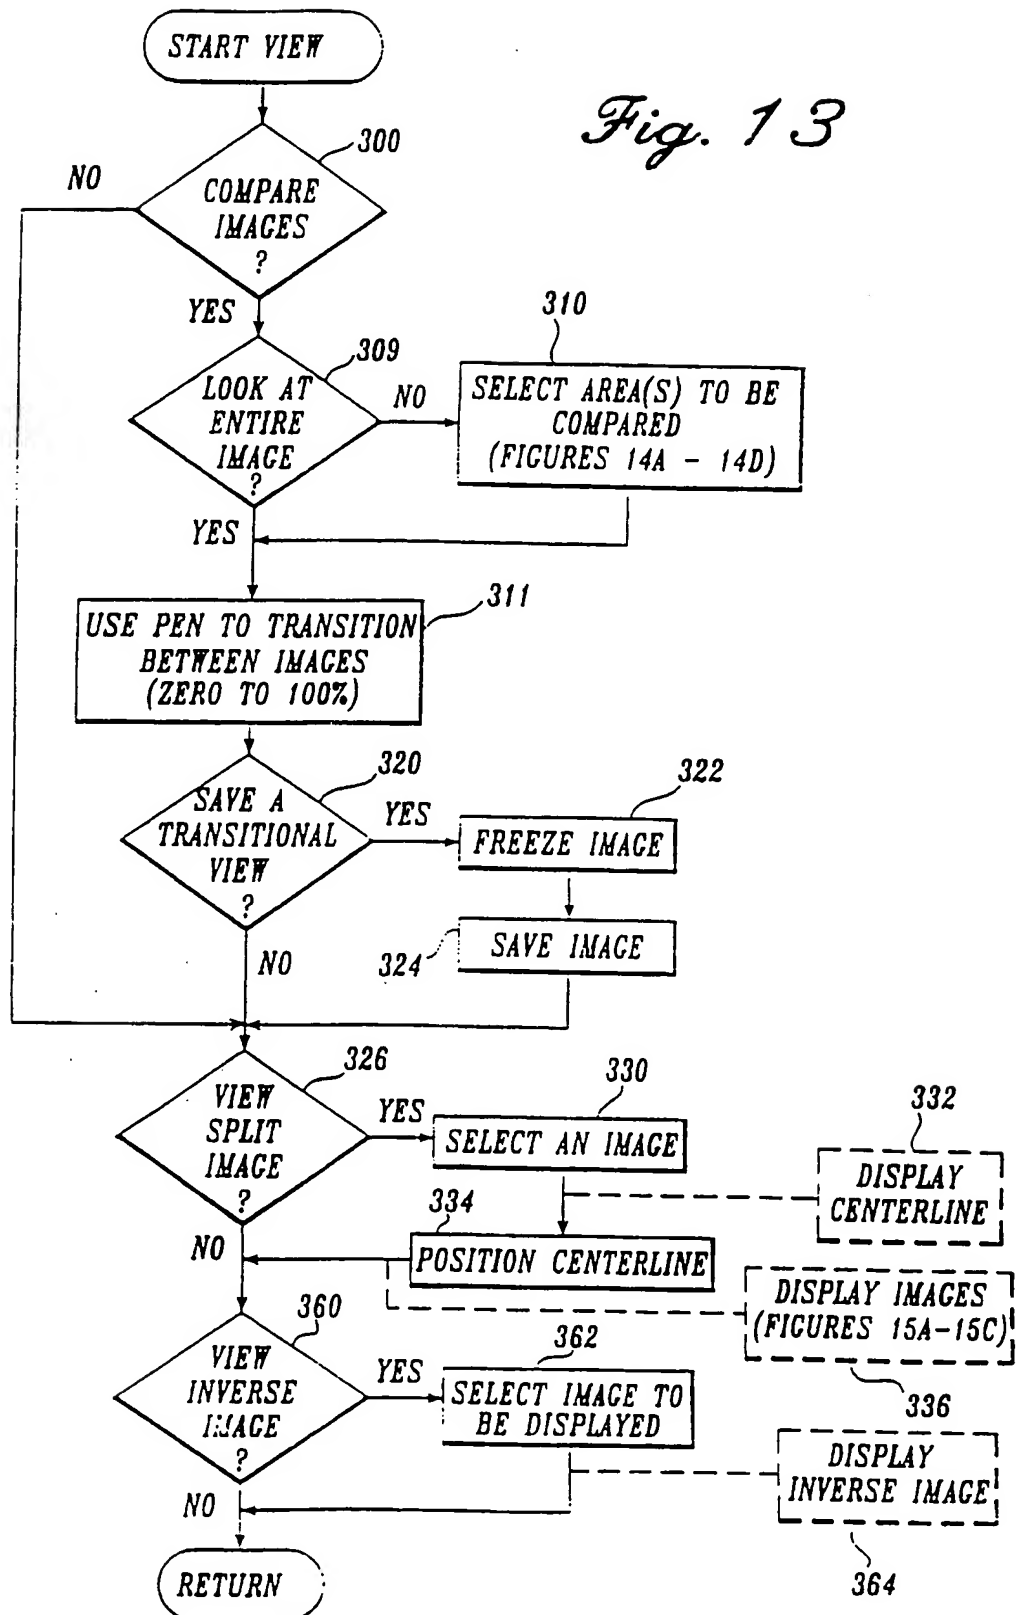 START VIEW
Fig. 13
300
NO
COMPARE
IMAGES
?
YES
309
310
LOOK AT
ENTIRE
IMAGE
?
NO
SELECT AREA(S) TO BE
COMPARED
(FIGURES 14A - 14D)
YES
311
USE PEN TO TRANSITION
BETWEEN IMAGES
(ZERO TO 100%)
320
322
SAVE A
TRANSITIONAL
VIEW
?
YES
FREEZE IMAGE
324
SAVE IMAGE
NO
326
330
VIEW
SPLIT
IMAGE
?
YES
SELECT AN IMAGE
332
DISPLAY
CENTERLINE
334
NO
POSITION CENTERLINE
DISPLAY IMAGES
(FIGURES 15A-15C)
336
360
362
VIEW
INVERSE
IMAGE
?
YES
SELECT IMAGE TO
BE DISPLAYED
DISPLAY
INVERSE IMAGE
364
NO
RETURN